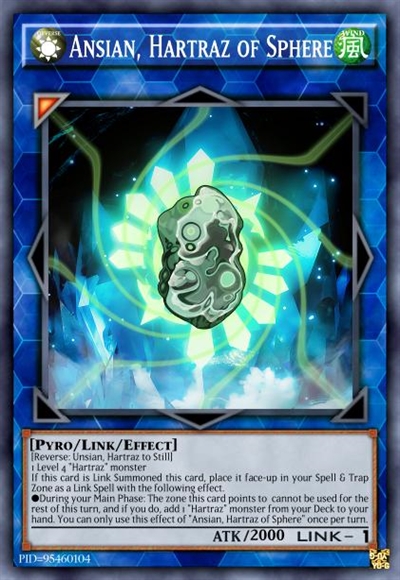 REVERSE
ANSIAN, HARTRAZ OF SPHERE
WIND
風
[PYRO/LINK/EFFECT]
[Reverse: Unsian, Hartraz to Still]
1 Level 4 "Hartraz" monster
If this card is Link Summoned this card, place it face-up in your Spell & Trap
Zone as a Link Spell with the following effect.
●During your Main Phase: The zone this card points to cannot be used for the
rest of this turn, and if you do, add 1 "Hartraz" monster from your Deck to your
hand. You can only use this effect of "Ansian, Hartraz of Sphere" once per turn.
ATK/2000 LINK-1
PID=95460104